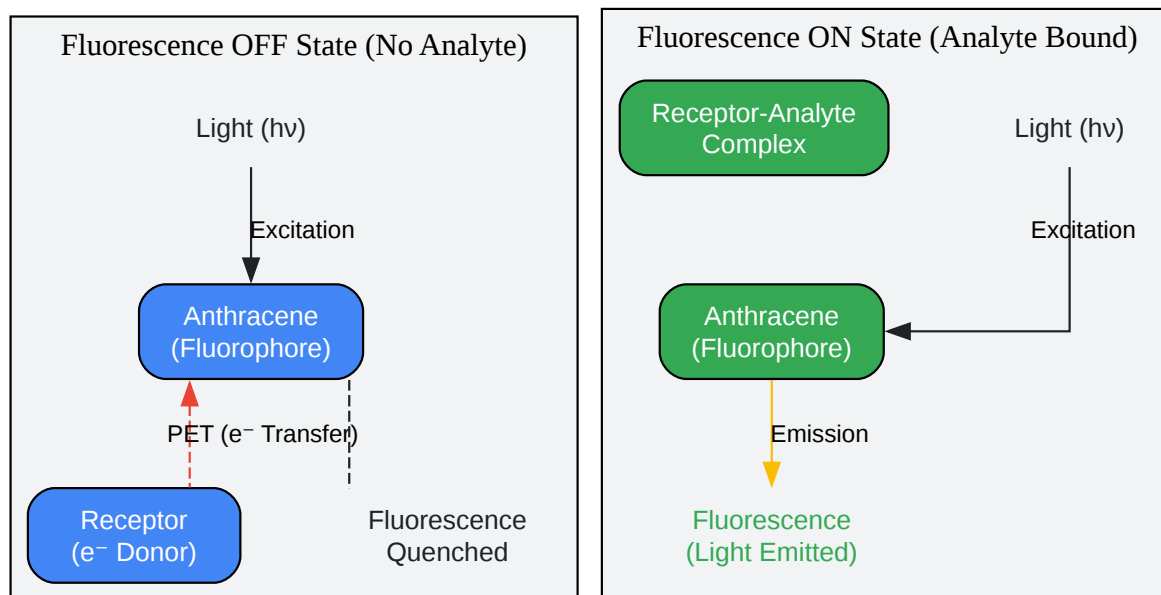 Fluorescence OFF State (No Analyte)
Light (hν)
Excitation
Anthracene
(Fluorophore)
PET (e⁻ Transfer)
Receptor
(e⁻ Donor)
Fluorescence
Quenched
Fluorescence ON State (Analyte Bound)
Receptor-Analyte
Complex
Light (hν)
Excitation
Anthracene
(Fluorophore)
Emission
Fluorescence
(Light Emitted)